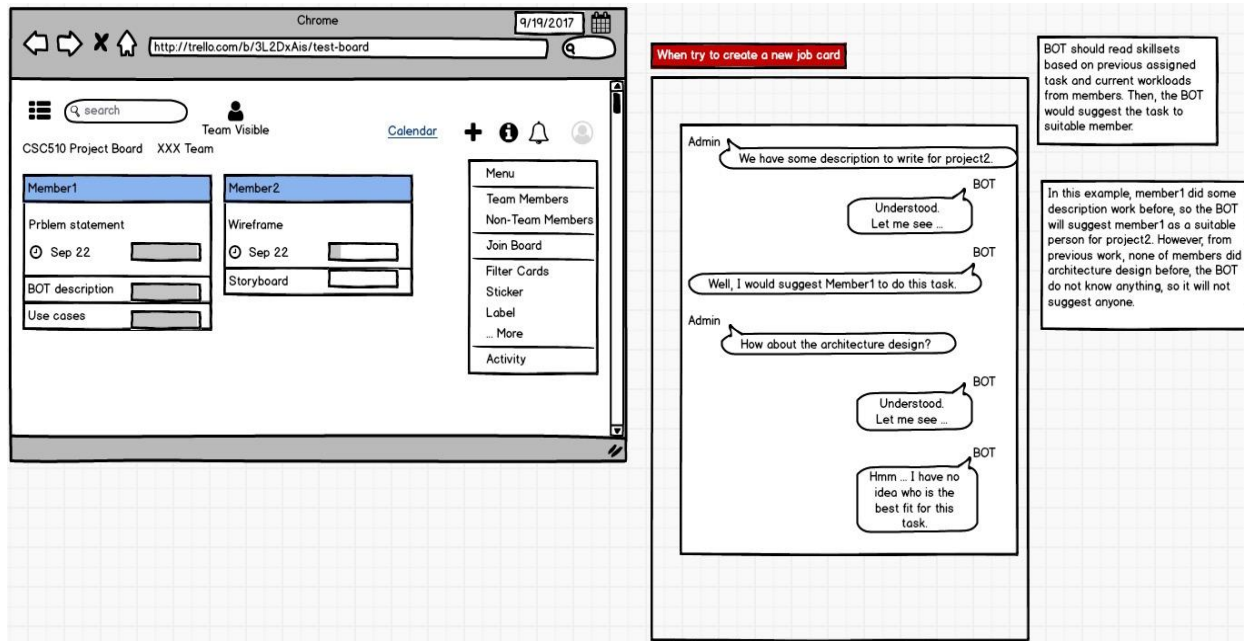 Chrome
9/19/2017
http://trello.com/b/3L2DxAis/test-board
search
Team Visible
Calendar
CSC510 Project Board XXX Team
Member1
Prblem statement
Sep 22
BOT description
Use cases
Member2
Wireframe
Sep 22
Storyboard
Menu
Team Members
Non-Team Members
Join Board
Filter Cards
Sticker
Label
... More
Activity
When try to create a new job card
Admin
We have some description to write for project2.
BOT
Understood.
Let me see ...
BOT
Well, I would suggest Member1 to do this task.
Admin
How about the architecture design?
BOT
Understood.
Let me see ...
BOT
Hmm ... I have no
idea who is the
best fit for this
task.
BOT should read skillsets
based on previous assigned
task and current workloads
from members. Then, the BOT
would suggest the task to
suitable member.
In this example, member1 did some
description work before, so the BOT
will suggest member1 as a suitable
person for project2. However, from
previous work, none of members did
architecture design before, the BOT
do not know anything, so it will not
suggest anyone.